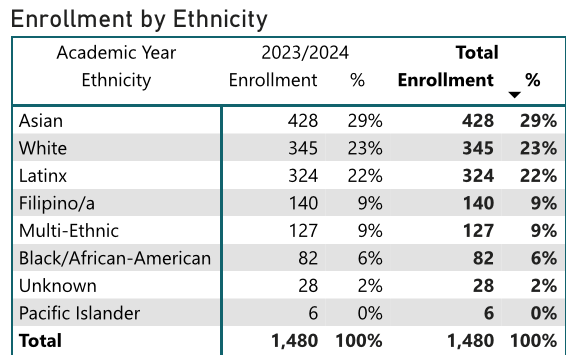 Enrollment by Ethnicity
Academic Year 2023/2024 Total
Ethnicity Enrollment % Enrollment %
Asian 428 29% 428 29%
White 345 23% 345 23%
Latinx 324 22% 324 22%
Filipino/a 140 9% 140 9%
Multi-Ethnic 127 9% 127 9%
Black/African-American 82 6% 82 6%
Unknown 28 2% 28 2%
Pacific Islander 6 0% 6 0%
Total 1,480 100% 1,480 100%